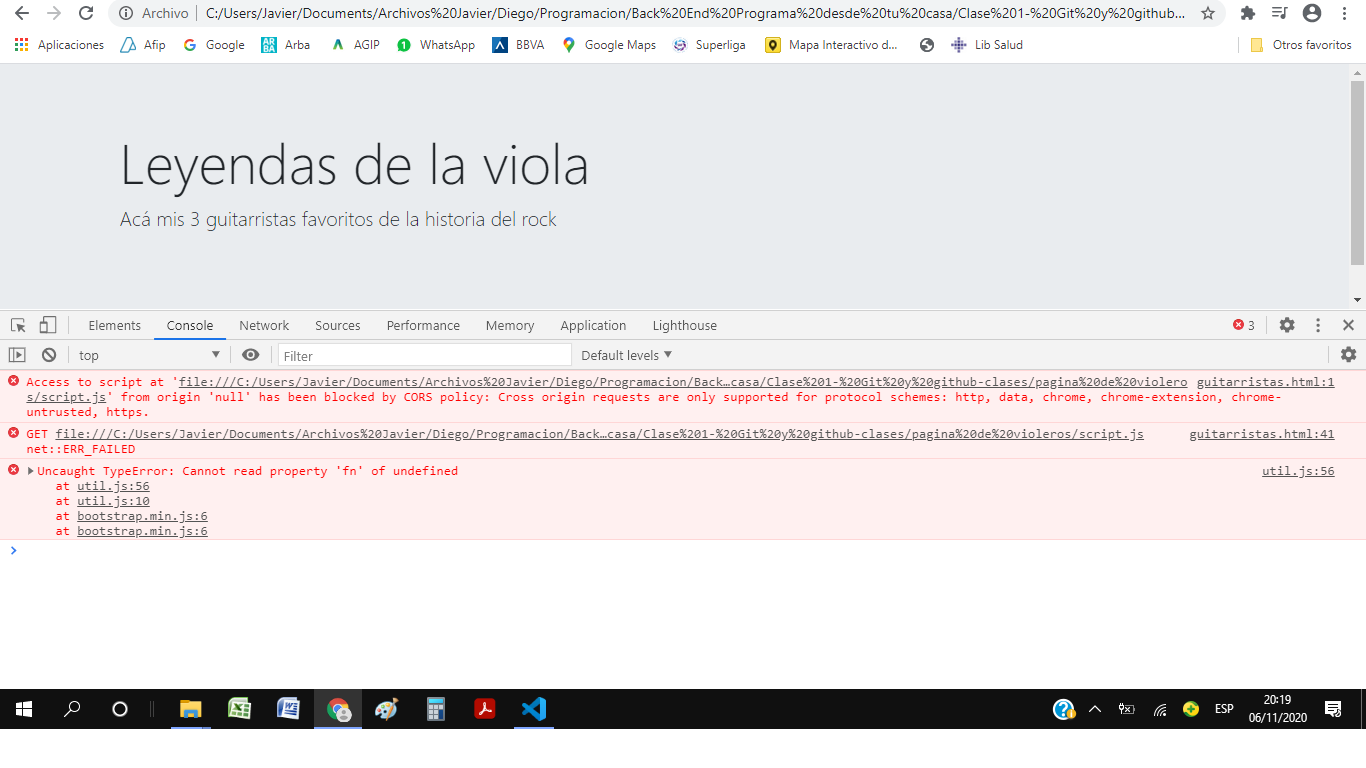 Archivo C:/Users/Javier/Documents/Archivos%20Javier/Diego/Programacion/Back%20End%20Programa%20desde%20tu%20casa/Clase%201-%20Git%20y%20github...
Aplicaciones Afip Google Arba AGIP WhatsApp BBVA Google Maps Superliga Mapa Interactivo d... Lib Salud Otros favoritos
Leyendas de la viola
Acá mis 3 guitarristas favoritos de la historia del rock
Elements Console Network Sources Performance Memory Application Lighthouse 3
top Filter Default levels
Access to script at 'file:///C:/Users/Javier/Documents/Archivos%20Javier/Diego/Programacion/Back…casa/Clase%201-%20Git%20y%20github-clases/pagina%20de%20violero guitarristas.html:1
s/script.js' from origin 'null' has been blocked by CORS policy: Cross origin requests are only supported for protocol schemes: http, data, chrome, chrome-extension, chrome-
untrusted, https.
GET file:///C:/Users/Javier/Documents/Archivos%20Javier/Diego/Programacion/Back…casa/Clase%201-%20Git%20y%20github-clases/pagina%20de%20violeros/script.js guitarristas.html:41
net::ERR_FAILED
Uncaught TypeError: Cannot read property 'fn' of undefined util.js:56
at util.js:56
at util.js:10
at bootstrap.min.js:6
at bootstrap.min.js:6
ESP 20:19
06/11/2020